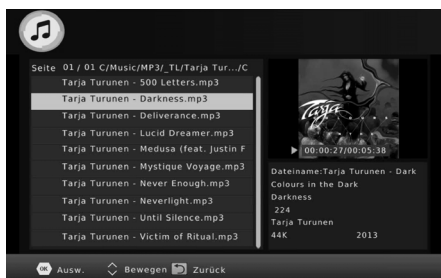 Seite 01 / 01 C/Music/MP3/_TL/Tarja Tur.../C
Tarja Turunen - 500 Letters.mp3
Tarja Turunen - Darkness.mp3
Tarja Turunen - Deliverance.mp3
Tarja Turunen - Lucid Dreamer.mp3
Tarja Turunen - Medusa (feat. Justin F
Tarja Turunen - Mystique Voyage.mp3
Tarja Turunen - Never Enough.mp3
Tarja Turunen - Neverlight.mp3
Tarja Turunen - Until Silence.mp3
Tarja Turunen - Victim of Ritual.mp3
Tarja
00:00:27/00:05:38
Dateiname:Tarja Turunen - Dark
Colours in the Dark
Darkness
224
Tarja Turunen
44K 2013
OK Ausw. Bewegen Zurück